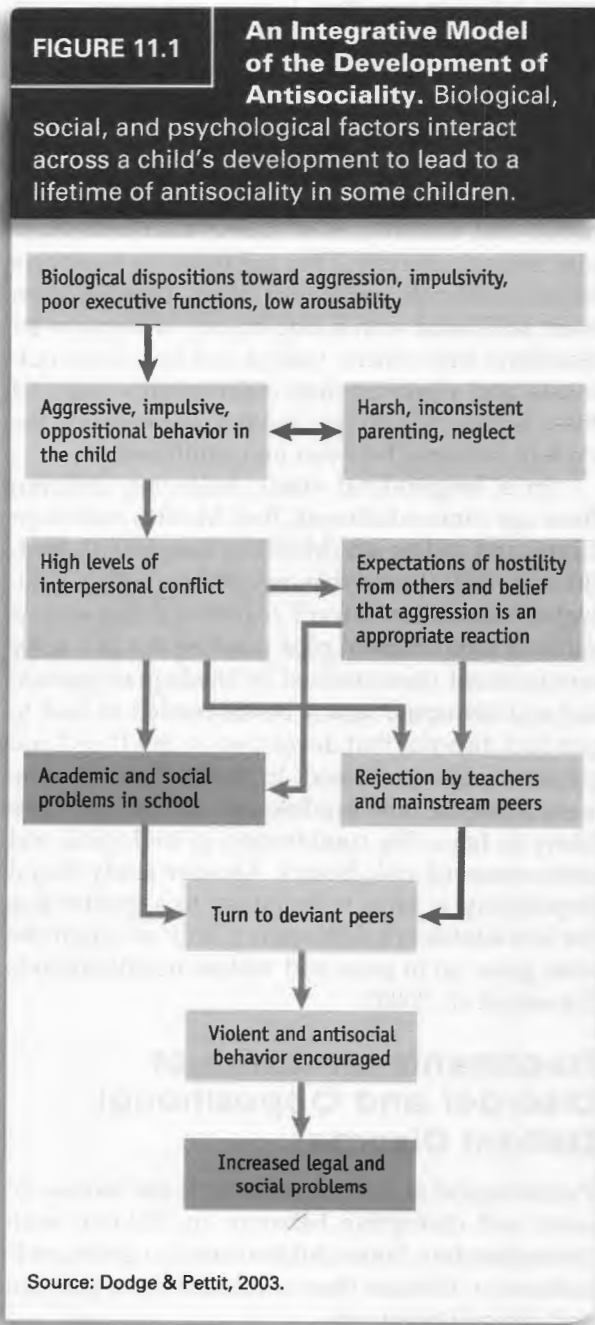 FIGURE 11.1
An Integrative Model
of the Development of
Antisociality. Biological,
social, and psychological factors interact
across a child's development to lead to a
lifetime of antisociality in some children.
Biological dispositions toward aggression, impulsivity,
poor executive functions, low arousability
Aggressive, impulsive,
oppositional behavior in
the child
Harsh, inconsistent
parenting, neglect
High levels of
interpersonal conflict
Expectations of hostility
from others and belief
that aggression is an
appropriate reaction
Academic and social
problems in school
Rejection by teachers
and mainstream peers
Turn to deviant peers
Violent and antisocial
behavior encouraged
Increased legal and
social problems
Source: Dodge & Pettit, 2003.